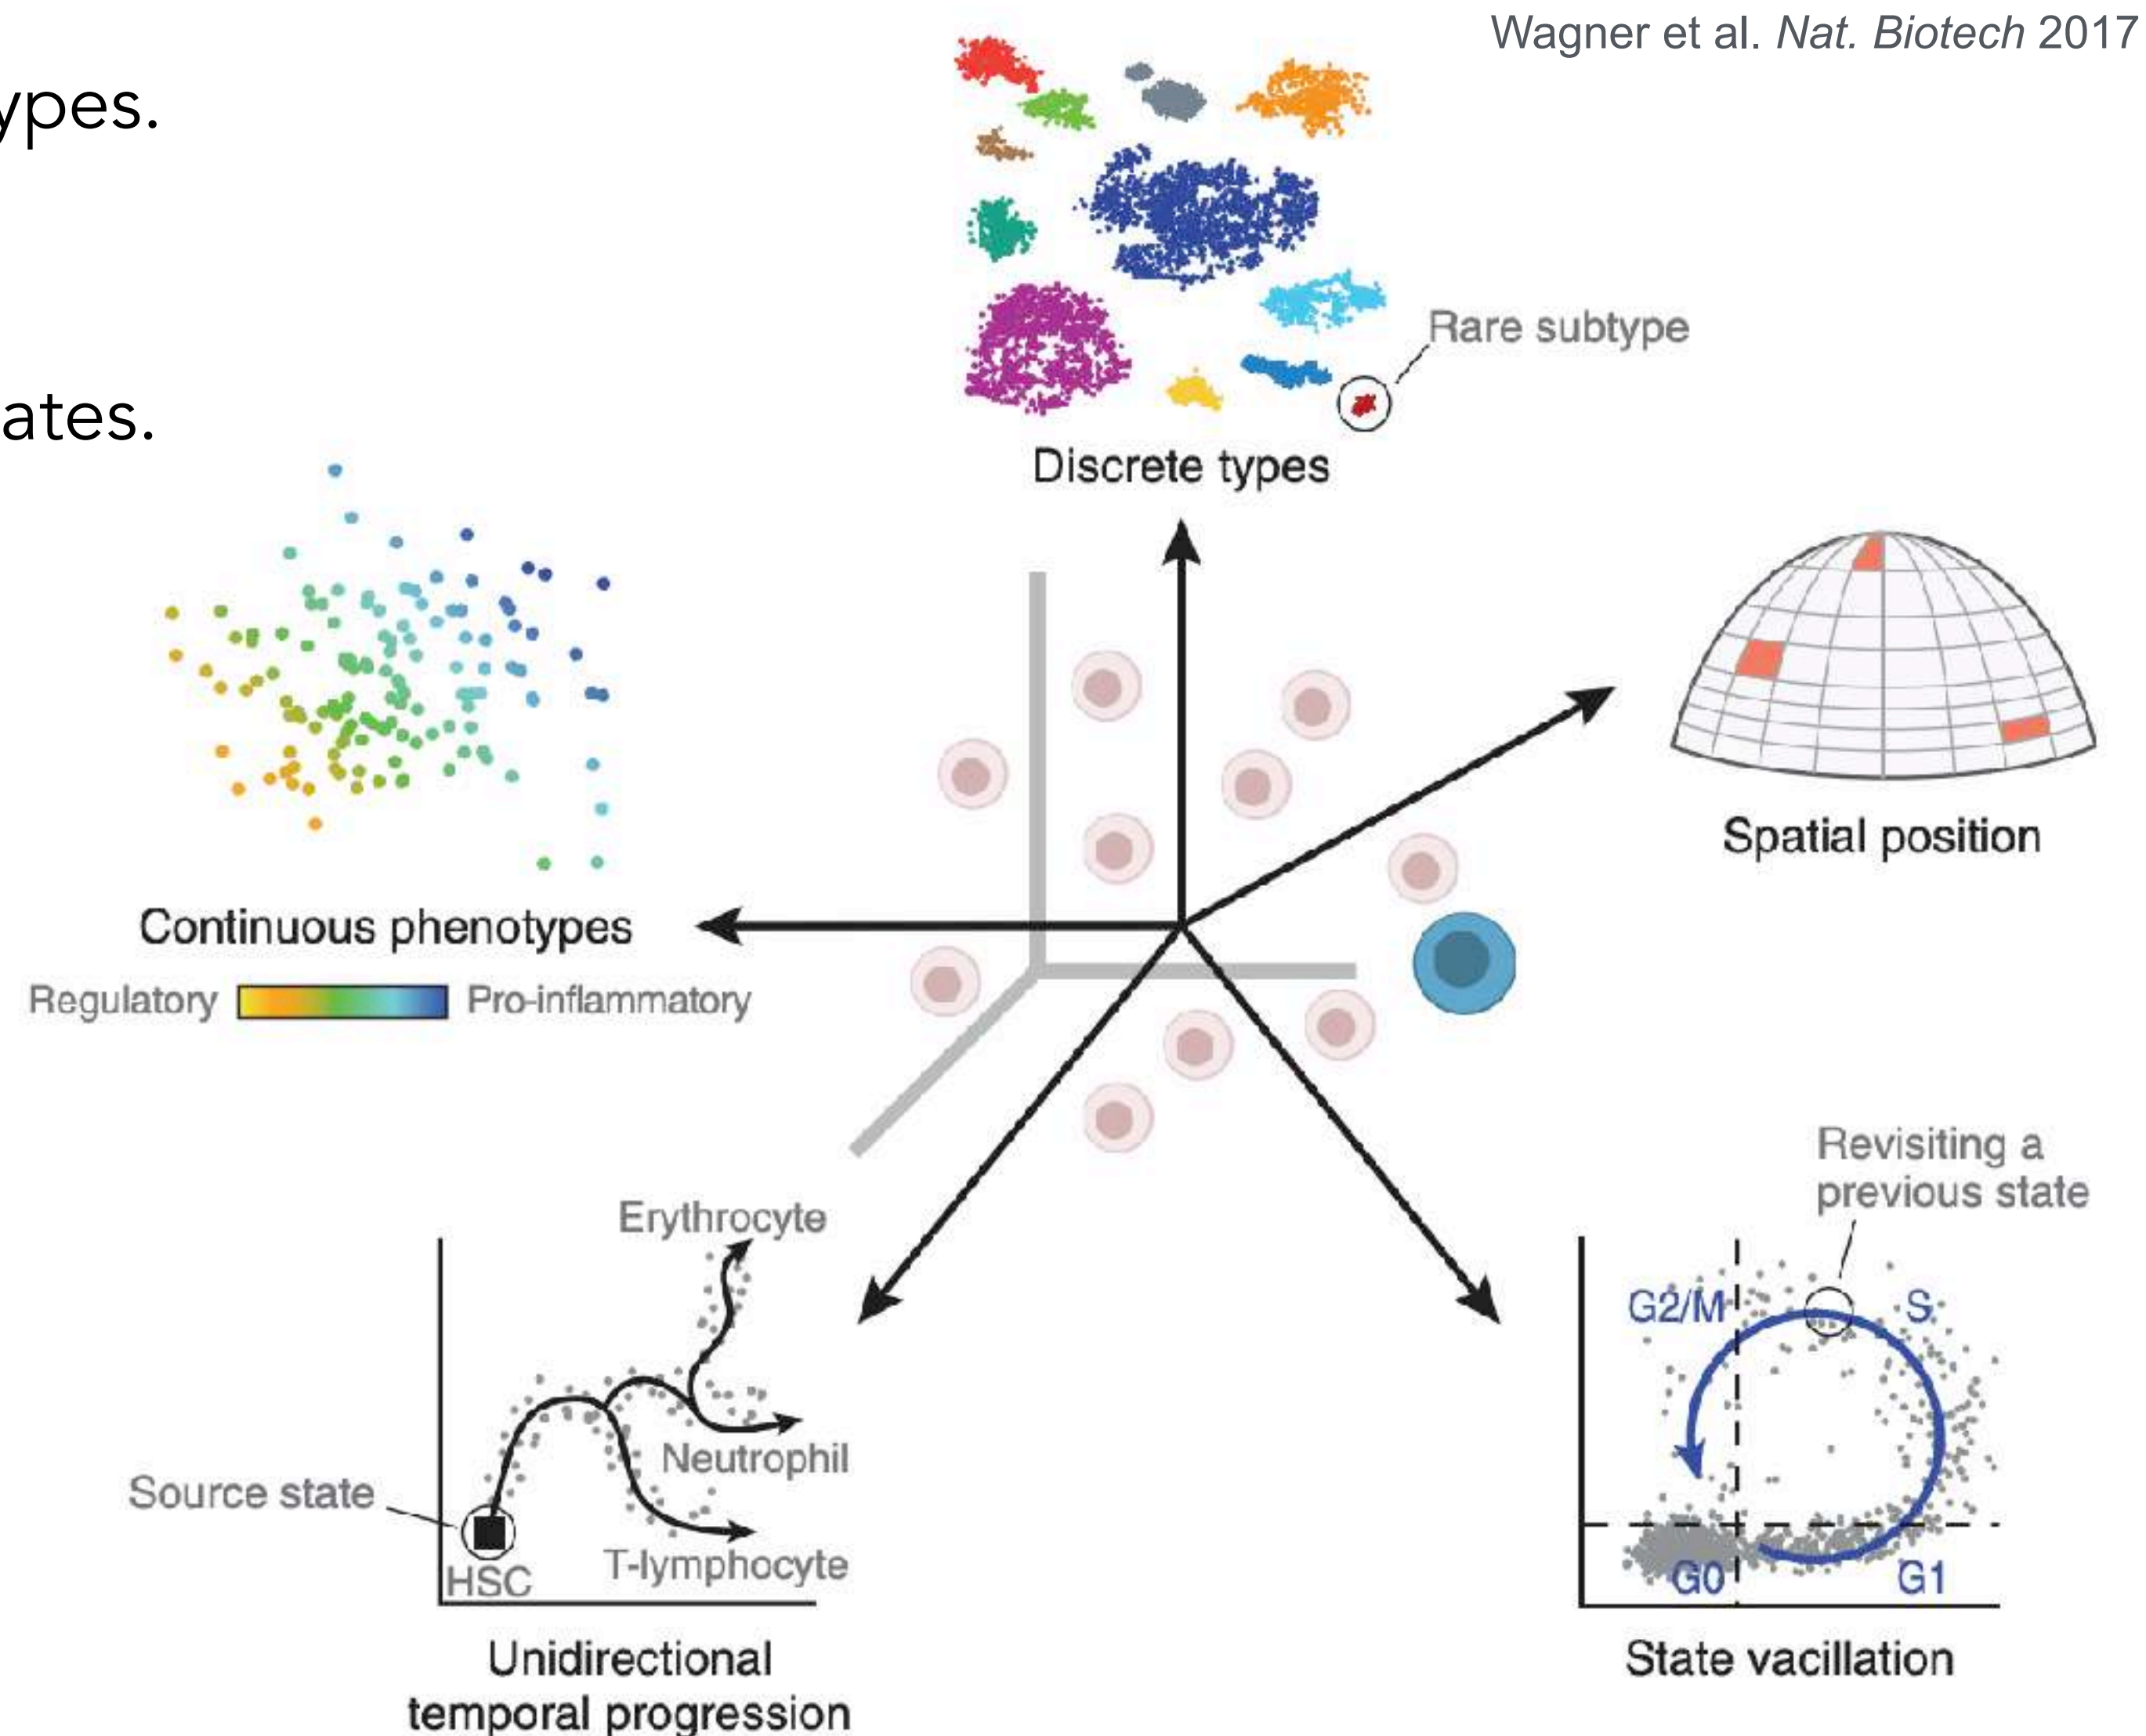 Wagner et al. Nat. Biotech 2017
ypes.
ates.
Rare subtype
Discrete types
Spatial position
Continuous phenotypes
Regulatory
Pro-inflammatory
Revisiting a
previous state
Erythrocyte
Neutrophil
T-lymphocyte
Source state
HSC
G2/M
S
G0
G1
Unidirectional
temporal progression
State vacillation